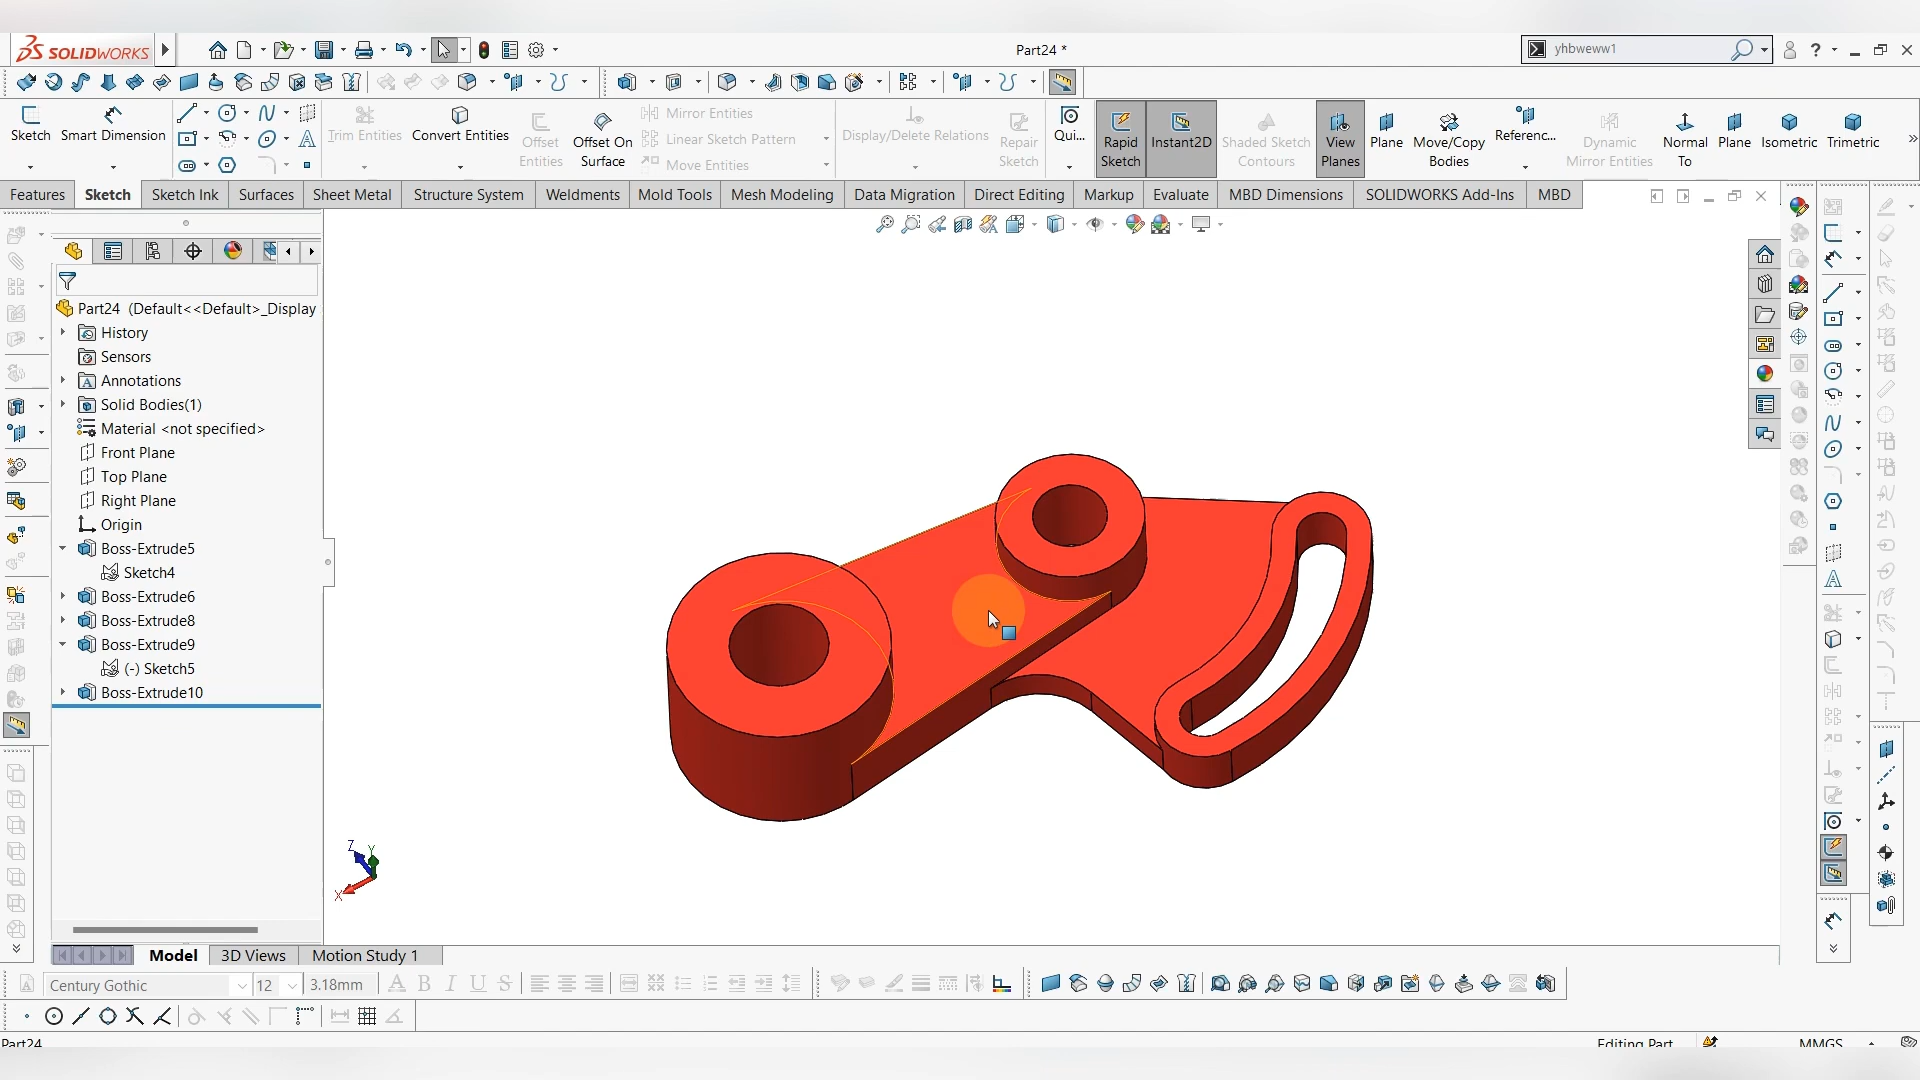 SOLIDWORKS
Part24 *
yhbweww1
Sketch
Smart Dimension
Trim Entities
Convert Entities
Offset Entities
Offset On Surface
Mirror Entities
Linear Sketch Pattern
Move Entities
Display/Delete Relations
Repair Sketch
Qui...
Rapid Sketch
Instant2D
Shaded Sketch Contours
View Planes
Plane
Move/Copy Bodies
Referenc...
Dynamic Mirror Entities
Normal To
Plane
Isometric
Trimetric
Features
Sketch
Sketch Ink
Surfaces
Sheet Metal
Structure System
Weldments
Mold Tools
Mesh Modeling
Data Migration
Direct Editing
Markup
Evaluate
MBD Dimensions
SOLIDWORKS Add-Ins
MBD
Part24 (Default<<Default>_Display
History
Sensors
Annotations
Solid Bodies(1)
Material <not specified>
Front Plane
Top Plane
Right Plane
Origin
Boss-Extrude5
Sketch4
Boss-Extrude6
Boss-Extrude8
Boss-Extrude9
(-) Sketch5
Boss-Extrude10
Z
Y
X
Model
3D Views
Motion Study 1
Century Gothic
12
3.18mm
A B I U S
Part24
Editing Part
MMGS